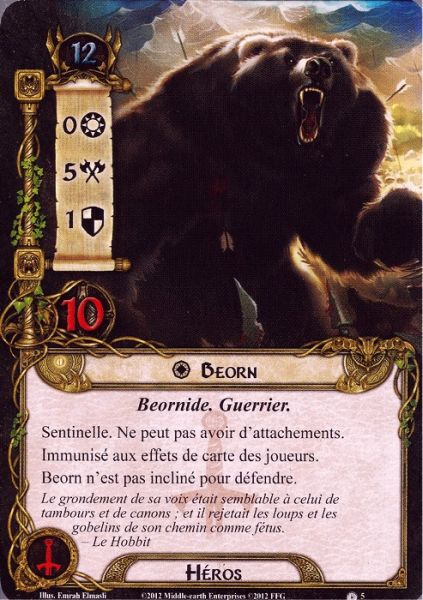 12
0
5
1
10
Beorn
Beornide. Guerrier.
Sentinelle. Ne peut pas avoir d'attachements.
Immunisé aux effets de carte des joueurs.
Beorn n'est pas incliné pour défendre.
Le grondement de sa voix était semblable à celui de
tambours et de canons ; et il rejetait les loups et les
gobelins de son chemin comme fétus.
– Le Hobbit
Héros
Illus. Emrah Elmasli ©2012 Middle-earth Enterprises ©2012 FFG 5